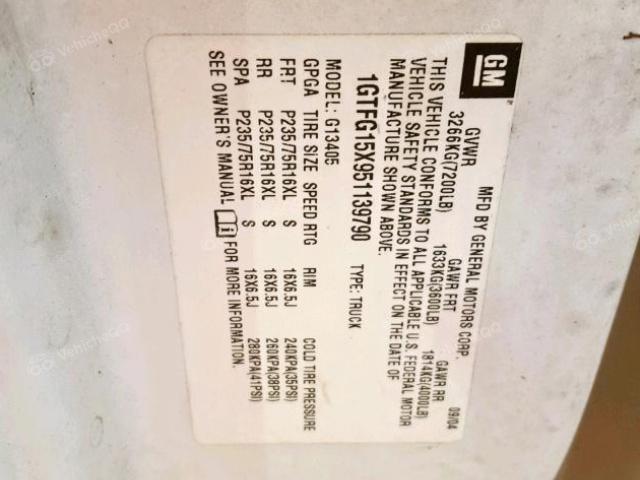 GM
MFD BY GENERAL MOTORS CORP. 09/04
GVWR GAWR FRT GAWR RR
3266KG(7200LB) 1633KG(3600LB) 1814KG(4000LB)
THIS VEHICLE CONFORMS TO ALL APPLICABLE U.S. FEDERAL MOTOR
VEHICLE SAFETY STANDARDS IN EFFECT ON THE DATE OF
MANUFACTURE SHOWN ABOVE.
1GTFG15X951139790 TYPE: TRUCK
MODEL: G13405
GPGA TIRE SIZE SPEED RTG RIM COLD TIRE PRESSURE
FRT P235/75R16XL S 16X6.5J 240KPA(35PSI)
RR P235/75R16XL S 16X6.5J 260KPA(38PSI)
SPA P235/75R16XL S 16X6.5J 280KPA(41PSI)
SEE OWNER'S MANUAL FOR MORE INFORMATION.
VehicleQQ